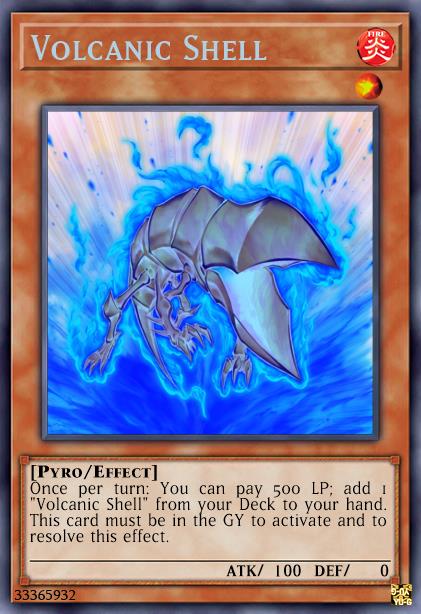 Volcanic Shell
FIRE
炎
[Pyro/Effect]
Once per turn: You can pay 500 LP; add 1
"Volcanic Shell" from your Deck to your hand.
This card must be in the GY to activate and to
resolve this effect.
ATK/ 100 DEF/ 0
33365932